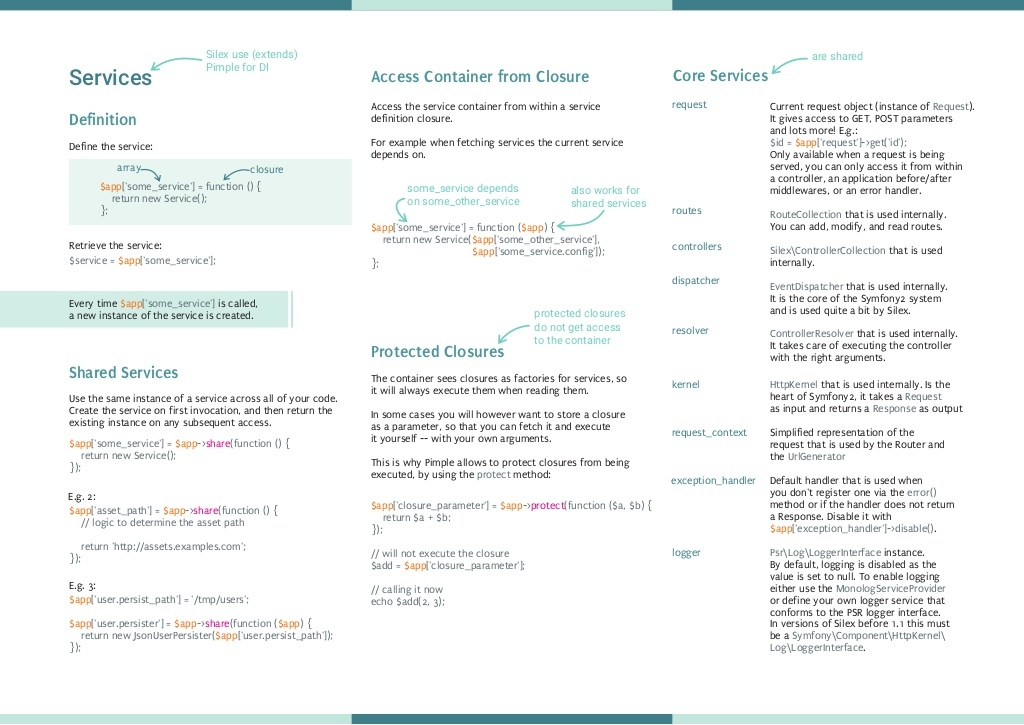 Services
Silex use (extends)
Pimple for DI
Definition
Define the service:
array
closure
$app['some_service'] = function () {
return new Service();
};
Retrieve the service:
$service = $app['some_service'];
Every time $app['some_service'] is called,
a new instance of the service is created.
Shared Services
Use the same instance of a service across all of your code.
Create the service on first invocation, and then return the
existing instance on any subsequent access.
$app['some_service'] = $app->share(function () {
return new Service();
});
E.g. 2:
$app['asset_path'] = $app->share(function () {
// logic to determine the asset path
return 'http://assets.examples.com';
});
E.g. 3:
$app['user.persist_path'] = '/tmp/users';
$app['user.persister'] = $app->share(function ($app) {
return new JsonUserPersister($app['user.persist_path']);
});
Access Container from Closure
Access the service container from within a service
definition closure.
For example when fetching services the current service
depends on.
some_service depends
on some_other_service
also works for
shared services
$app['some_service'] = function ($app) {
return new Service($app['some_other_service'],
$app['some_service.config']);
};
protected closures
do not get access
to the container
Protected Closures
The container sees closures as factories for services, so
it will always execute them when reading them.
In some cases you will however want to store a closure
as a parameter, so that you can fetch it and execute
it yourself -- with your own arguments.
This is why Pimple allows to protect closures from being
executed, by using the protect method:
$app['closure_parameter'] = $app->protect(function ($a, $b) {
return $a + $b;
});
// will not execute the closure
$add = $app['closure_parameter'];
// calling it now
echo $add(2, 3);
Core Services
are shared
request
Current request object (instance of Request).
It gives access to GET, POST parameters
and lots more! E.g.:
$id = $app['request']->get('id');
Only available when a request is being
served, you can only access it from within
a controller, an application before/after
middlewares, or an error handler.
routes
RouteCollection that is used internally.
You can add, modify, and read routes.
controllers
Silex\ControllerCollection that is used
internally.
dispatcher
EventDispatcher that is used internally.
It is the core of the Symfony2 system
and is used quite a bit by Silex.
resolver
ControllerResolver that is used internally.
It takes care of executing the controller
with the right arguments.
kernel
HttpKernel that is used internally. Is the
heart of Symfony2, it takes a Request
as input and returns a Response as output
request_context
Simplified representation of the
request that is used by the Router and
the UrlGenerator
exception_handler
Default handler that is used when
you don't register one via the error()
method or if the handler does not return
a Response. Disable it with
$app['exception_handler']->disable().
logger
Psr\Log\LoggerInterface instance.
By default, logging is disabled as the
value is set to null. To enable logging
either use the MonologServiceProvider
or define your own logger service that
conforms to the PSR logger interface.
In versions of Silex before 1.1 this must
be a Symfony\Component\HttpKernel\
Log\LoggerInterface.